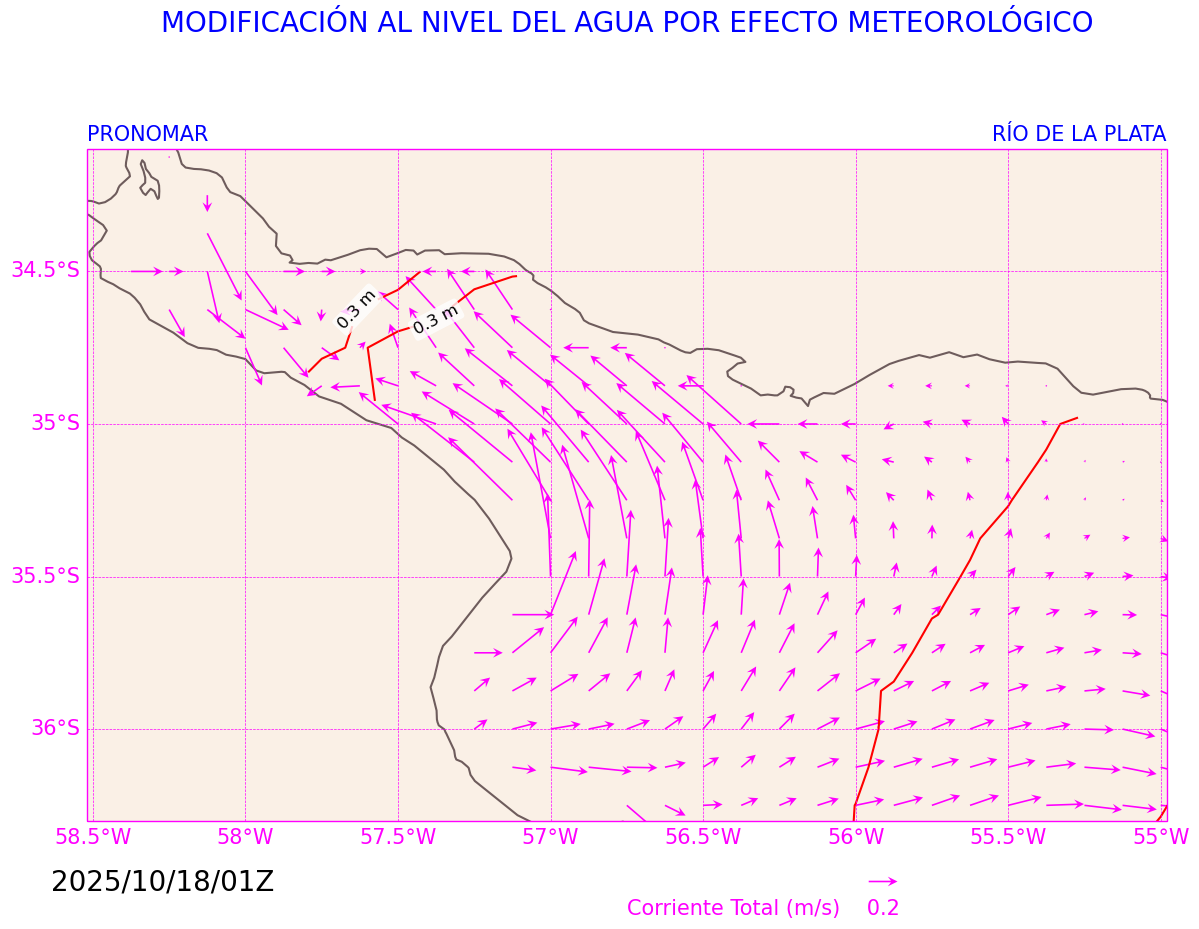 MODIFICACIÓN AL NIVEL DEL AGUA POR EFECTO METEOROLÓGICO
PRONOMAR
RÍO DE LA PLATA
34.5°S
0.3 m
0.3 m
35°S
35.5°S
36°S
58.5°W 58°W 57.5°W 57°W 56.5°W 56°W 55.5°W 55°W
2025/10/18/01Z
Corriente Total (m/s) 0.2